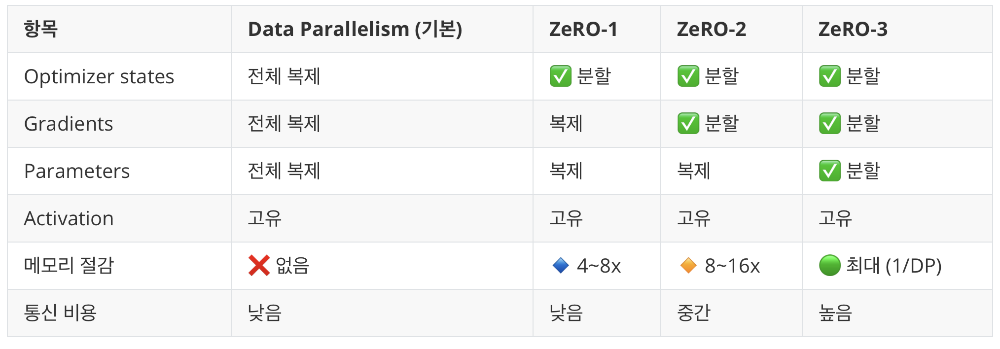 항목 Data Parallelism (기본) ZeRO-1 ZeRO-2 ZeRO-3
Optimizer states 전체 복제 ✅ 분할 ✅ 분할 ✅ 분할
Gradients 전체 복제 복제 ✅ 분할 ✅ 분할
Parameters 전체 복제 복제 복제 ✅ 분할
Activation 고유 고유 고유 고유
메모리 절감 ❌ 없음 🔹 4~8x 🔸 8~16x 🟢 최대 (1/DP)
통신 비용 낮음 낮음 중간 높음